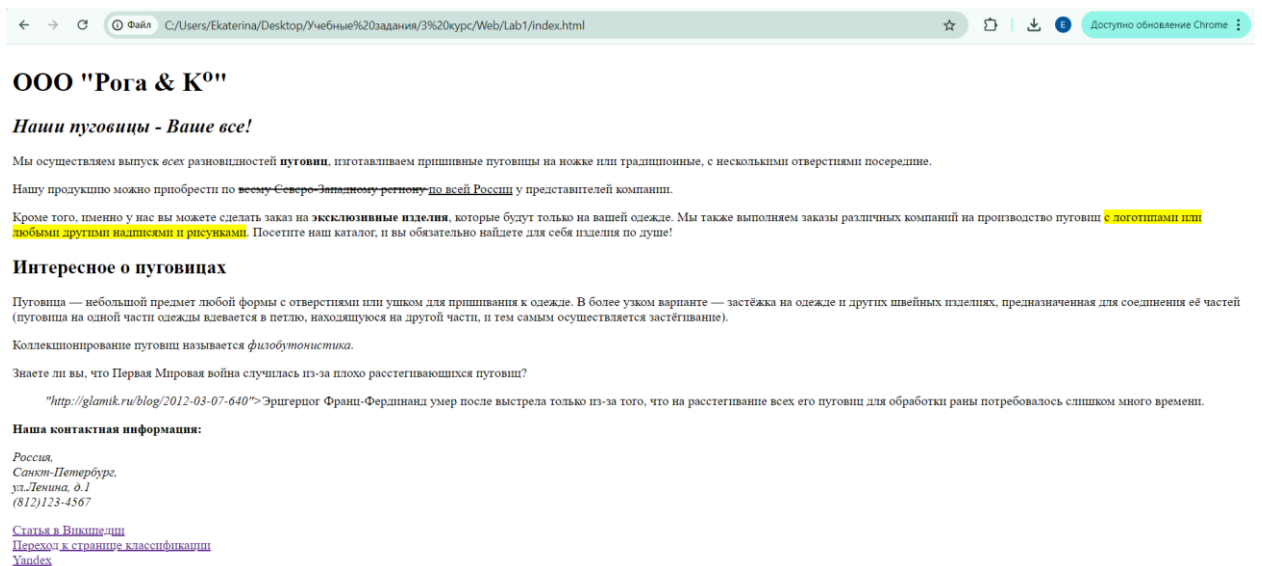 Файл C:/Users/Ekaterina/Desktop/Учебные%20задания/3%20курс/Web/Lab1/index.html E Доступно обновление Chrome
ООО "Рога & Kº"
Наши пуговицы - Ваше все!
Мы осуществляем выпуск всех разновидностей пуговиц, изготавливаем пришивные пуговицы на ножке или традиционные, с несколькими отверстиями посередине.
Нашу продукцию можно приобрести по всему Северо-Западному региону по всей России у представителей компании.
Кроме того, именно у нас вы можете сделать заказ на эксклюзивные изделия, которые будут только на вашей одежде. Мы также выполняем заказы различных компаний на производство пуговиц с логотипами или
любыми другими надписями и рисунками. Посетите наш каталог, и вы обязательно найдете для себя изделия по душе!
Интересное о пуговицах
Пуговица — небольшой предмет любой формы с отверстиями или ушком для пришивания к одежде. В более узком варианте — застёжка на одежде и других швейных изделиях, предназначенная для соединения её частей
(пуговица на одной части одежды вдевается в петлю, находящуюся на другой части, и тем самым осуществляется застёгивание).
Коллекционирование пуговиц называется филобутонистика.
Знаете ли вы, что Первая Мировая война случилась из-за плохо расстегивающихся пуговиц?
"http://glamik.ru/blog/2012-03-07-640">Эрцгерцог Франц-Фердинанд умер после выстрела только из-за того, что на расстегивание всех его пуговиц для обработки раны потребовалось слишком много времени.
Наша контактная информация:
Россия,
Санкт-Петербург,
ул.Ленина, д.1
(812)123-4567
Статья в Википедии
Переход к странице классификации
Yandex